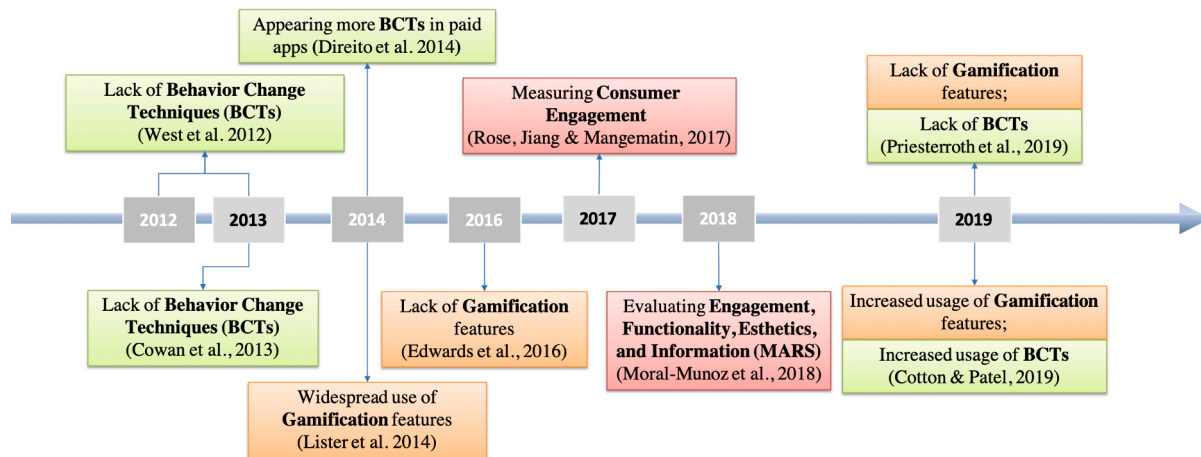 Appearing more BCTs in paid
apps (Direito et al. 2014)
Lack of Behavior Change
Techniques (BCTs)
(West et al. 2012)
Measuring Consumer
Engagement
(Rose, Jiang & Mangematin, 2017)
Lack of Gamification
features;
Lack of BCTs
(Priesterroth et al., 2019)
2012
2013
2014
2016
2017
2018
2019
Lack of Behavior Change
Techniques (BCTs)
(Cowan et al., 2013)
Lack of Gamification
features
(Edwards et al., 2016)
Evaluating Engagement,
Functionality, Esthetics,
and Information (MARS)
(Moral-Munoz et al., 2018)
Increased usage of Gamification
features;
Increased usage of BCTs
(Cotton & Patel, 2019)
Widespread use of
Gamification features
(Lister et al. 2014)